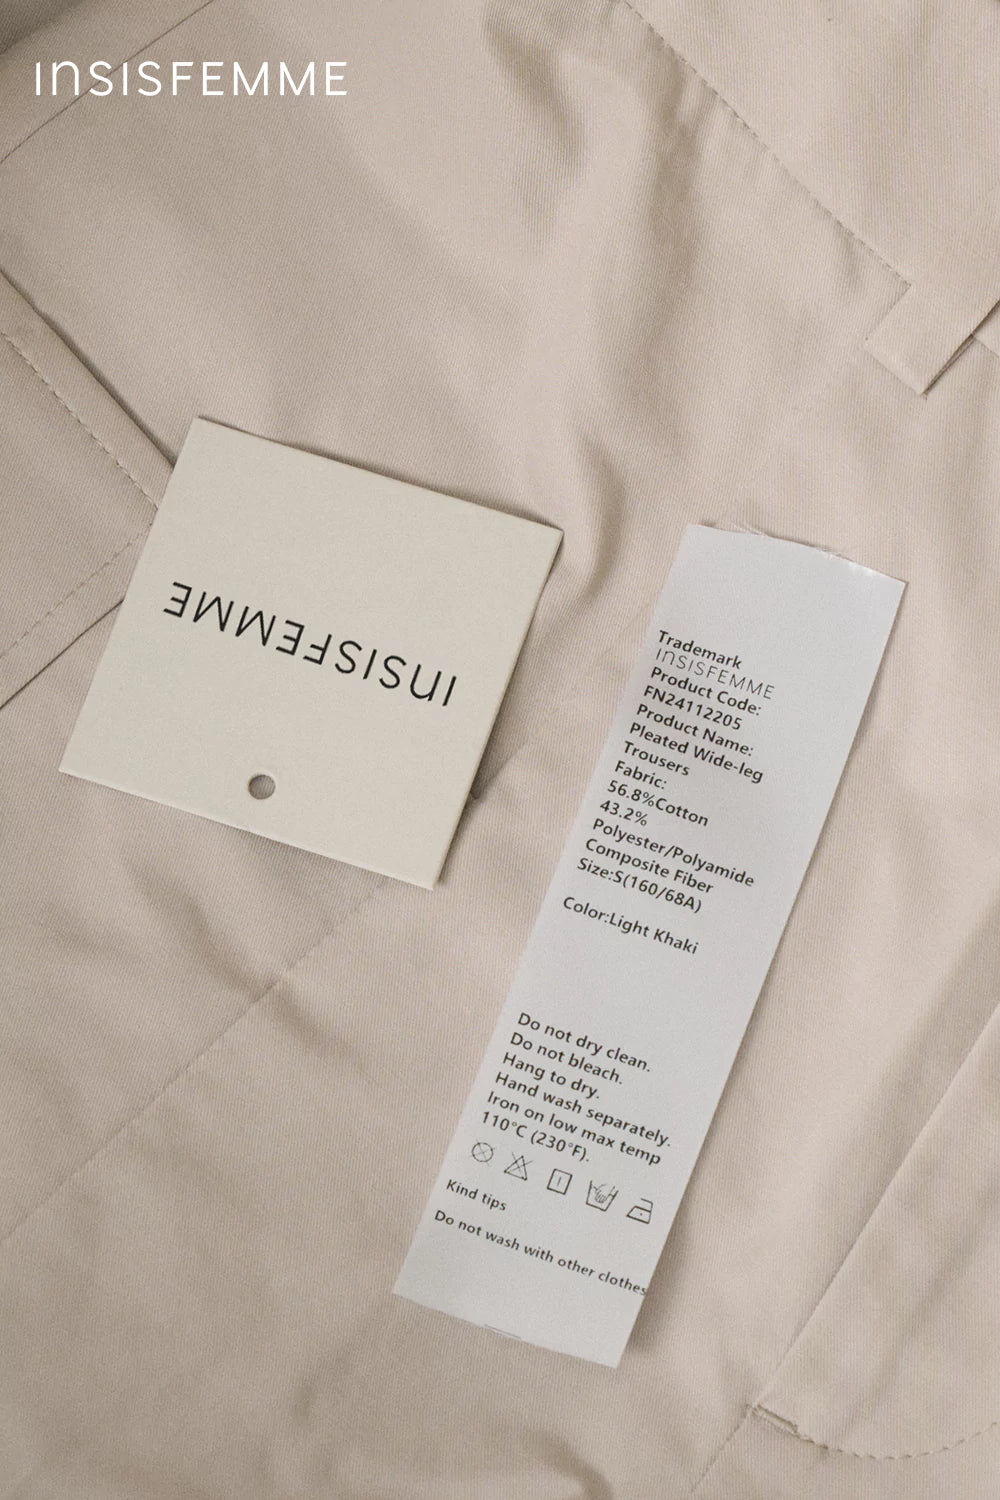 INSISFEMME
INSISFEMME
Trademark
INSISFEMME
Product Code:
FN24112205
Product Name:
Pleated Wide-leg
Trousers
Fabric:
56.8%Cotton
43.2%
Polyester/Polyamide
Composite Fiber
Size:S(160/68A)
Color:Light Khaki
Do not dry clean.
Do not bleach.
Hang to dry.
Hand wash separately.
Iron on low max temp
110°C (230°F).
Kind tips
Do not wash with other clothes